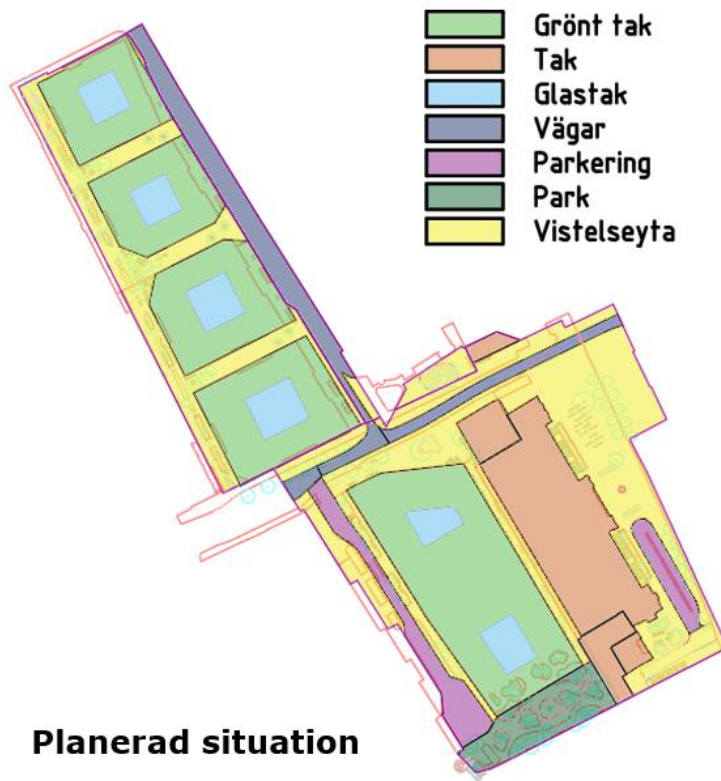 Grönt tak
Tak
Glastak
Vägar
Parkering
Park
Vistelseyta
Planerad situation